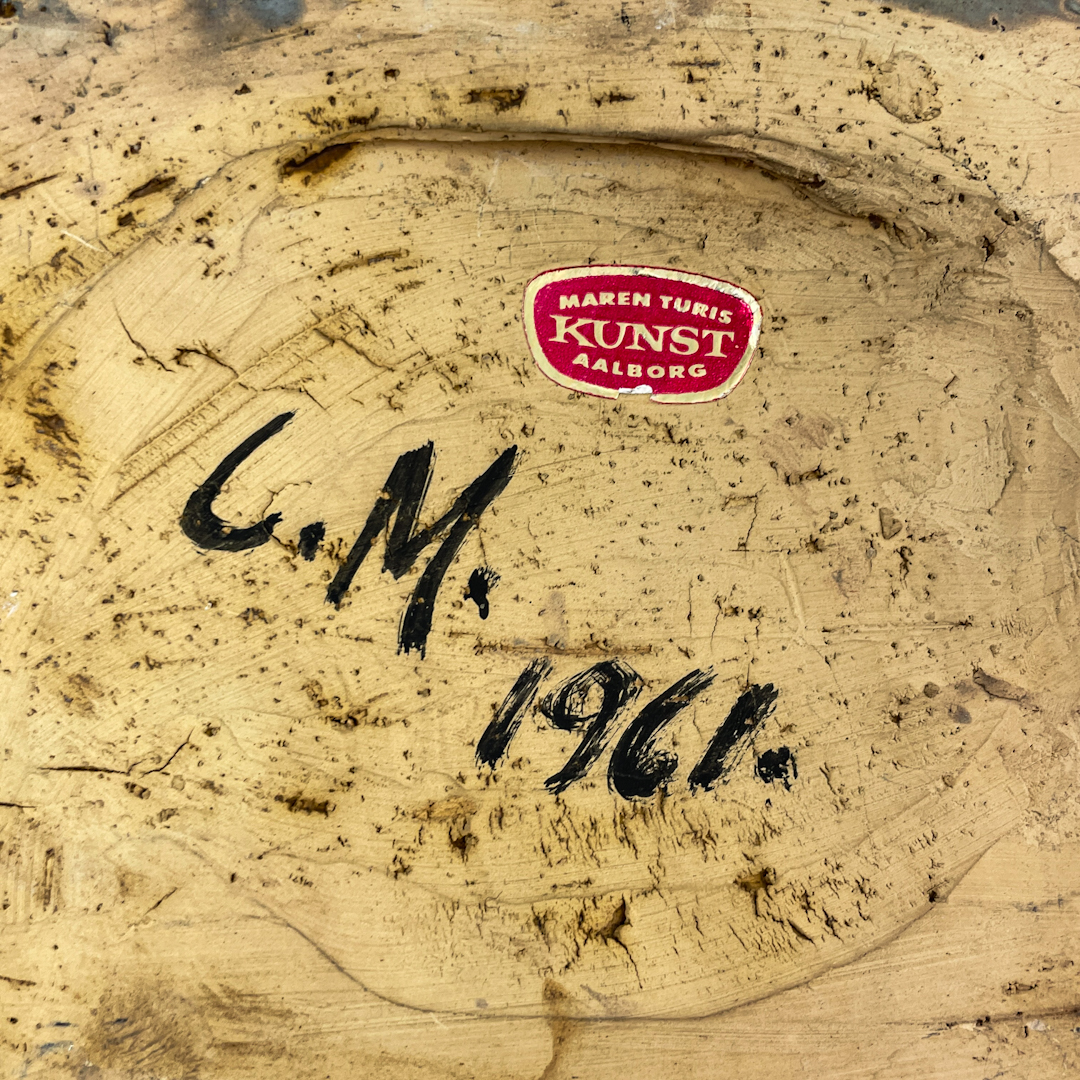 MAREN TURIS
KUNST
AALBORG
C.M.
1961.